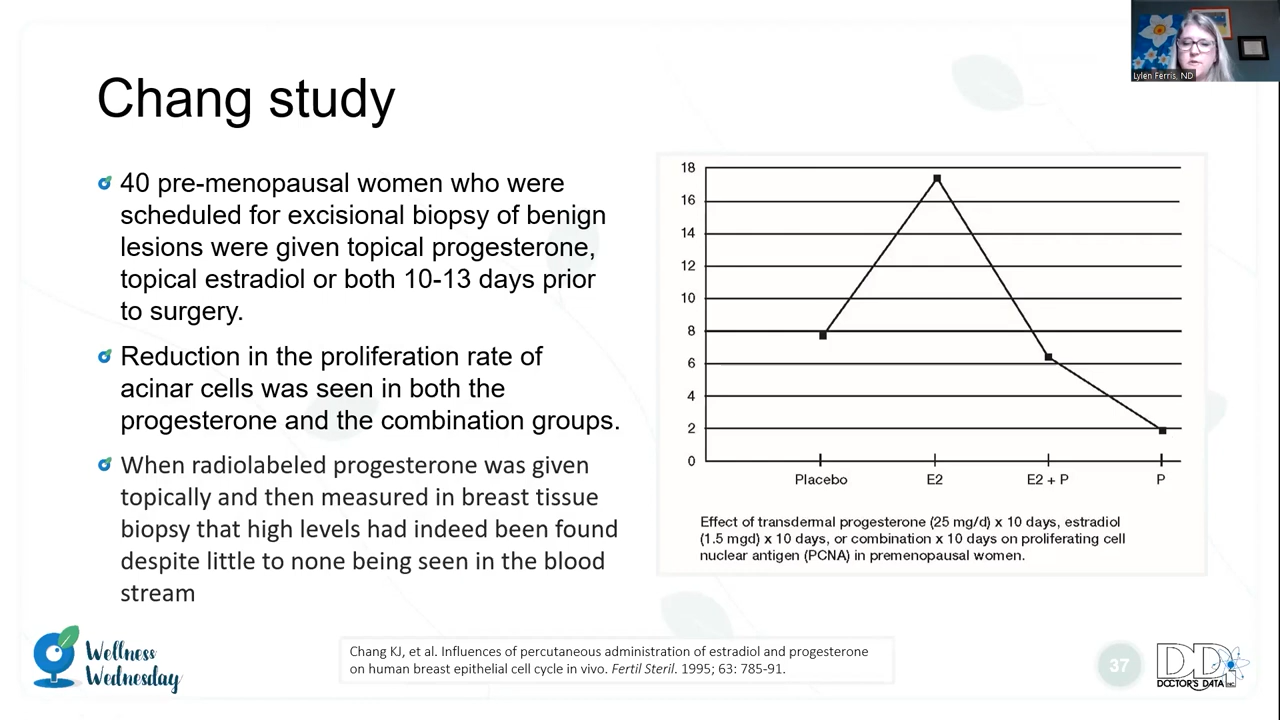 Lylen Ferris, ND
Chang study
40 pre-menopausal women who were
scheduled for excisional biopsy of benign
lesions were given topical progesterone,
topical estradiol or both 10-13 days prior
to surgery.
Reduction in the proliferation rate of
acinar cells was seen in both the
progesterone and the combination groups.
When radiolabeled progesterone was given
topically and then measured in breast tissue
biopsy that high levels had indeed been found
despite little to none being seen in the blood
stream
18
16
14
12
10
8
6
4
2
0
Placebo E2 E2 + P P
Effect of transdermal progesterone (25 mg/d) x 10 days, estradiol
(1.5 mgd) x 10 days, or combination x 10 days on proliferating cell
nuclear antigen (PCNA) in premenopausal women.
Wellness
Wednesday
Chang KJ, et al. Influences of percutaneous administration of estradiol and progesterone
on human breast epithelial cell cycle in vivo. Fertil Steril. 1995; 63: 785-91.
37
DD
DOCTOR'S DATA INC